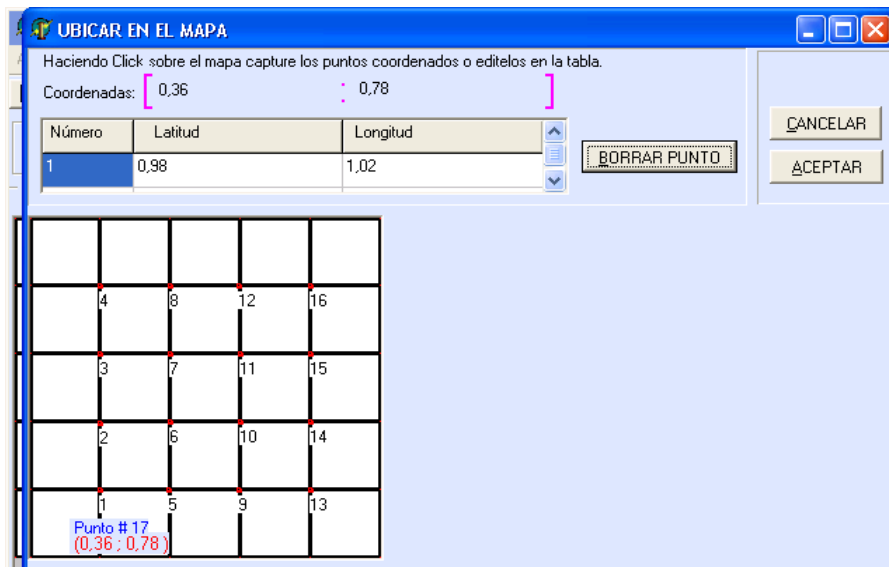 UBICAR EN EL MAPA
Haciendo Click sobre el mapa capture los puntos coordenados o editelos en la tabla.
Coordenadas: [ 0,36 : 0,78 ]
Número Latitud Longitud
1 0,98 1,02
BORRAR PUNTO
CANCELAR
ACEPTAR
4 8 12 16
3 7 11 15
2 6 10 14
1 5 9 13
Punto # 17
(0,36 ; 0,78 )